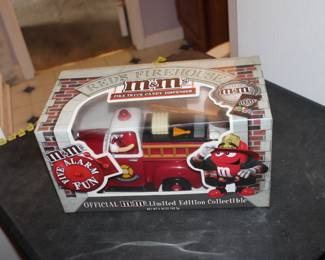 RED'S FIREHOUSE
m&m's
FIRE TRUCK CANDY DISPENSER
m&m's
FIVE ALARM
FUN
OFFICIAL m&m's Limited Edition Collectible